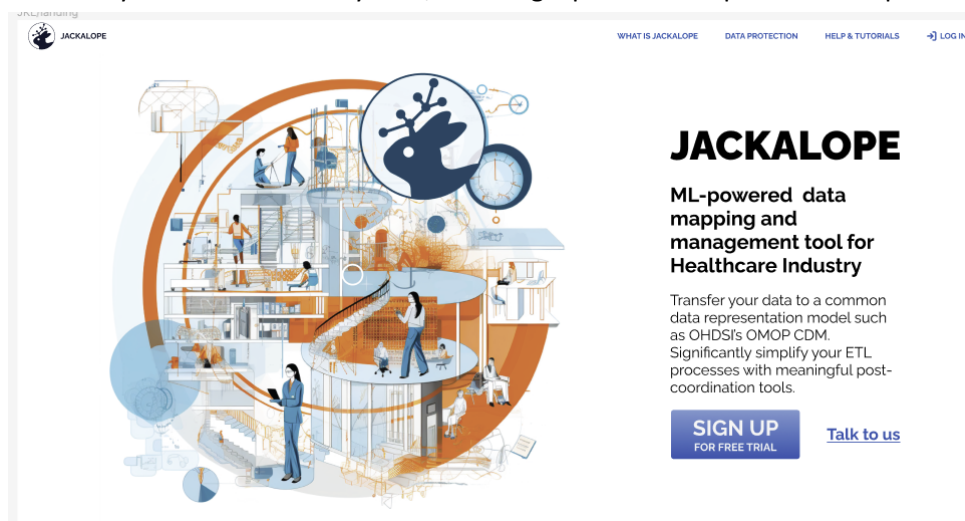 JKL/landing
JACKALOPE
WHAT IS JACKALOPE DATA PROTECTION HELP & TUTORIALS LOG IN
JACKALOPE
ML-powered data
mapping and
management tool for
Healthcare Industry
Transfer your data to a common
data representation model such
as OHDSI's OMOP CDM.
Significantly simplify your ETL
processes with meaningful post-
coordination tools.
SIGN UP
FOR FREE TRIAL
Talk to us